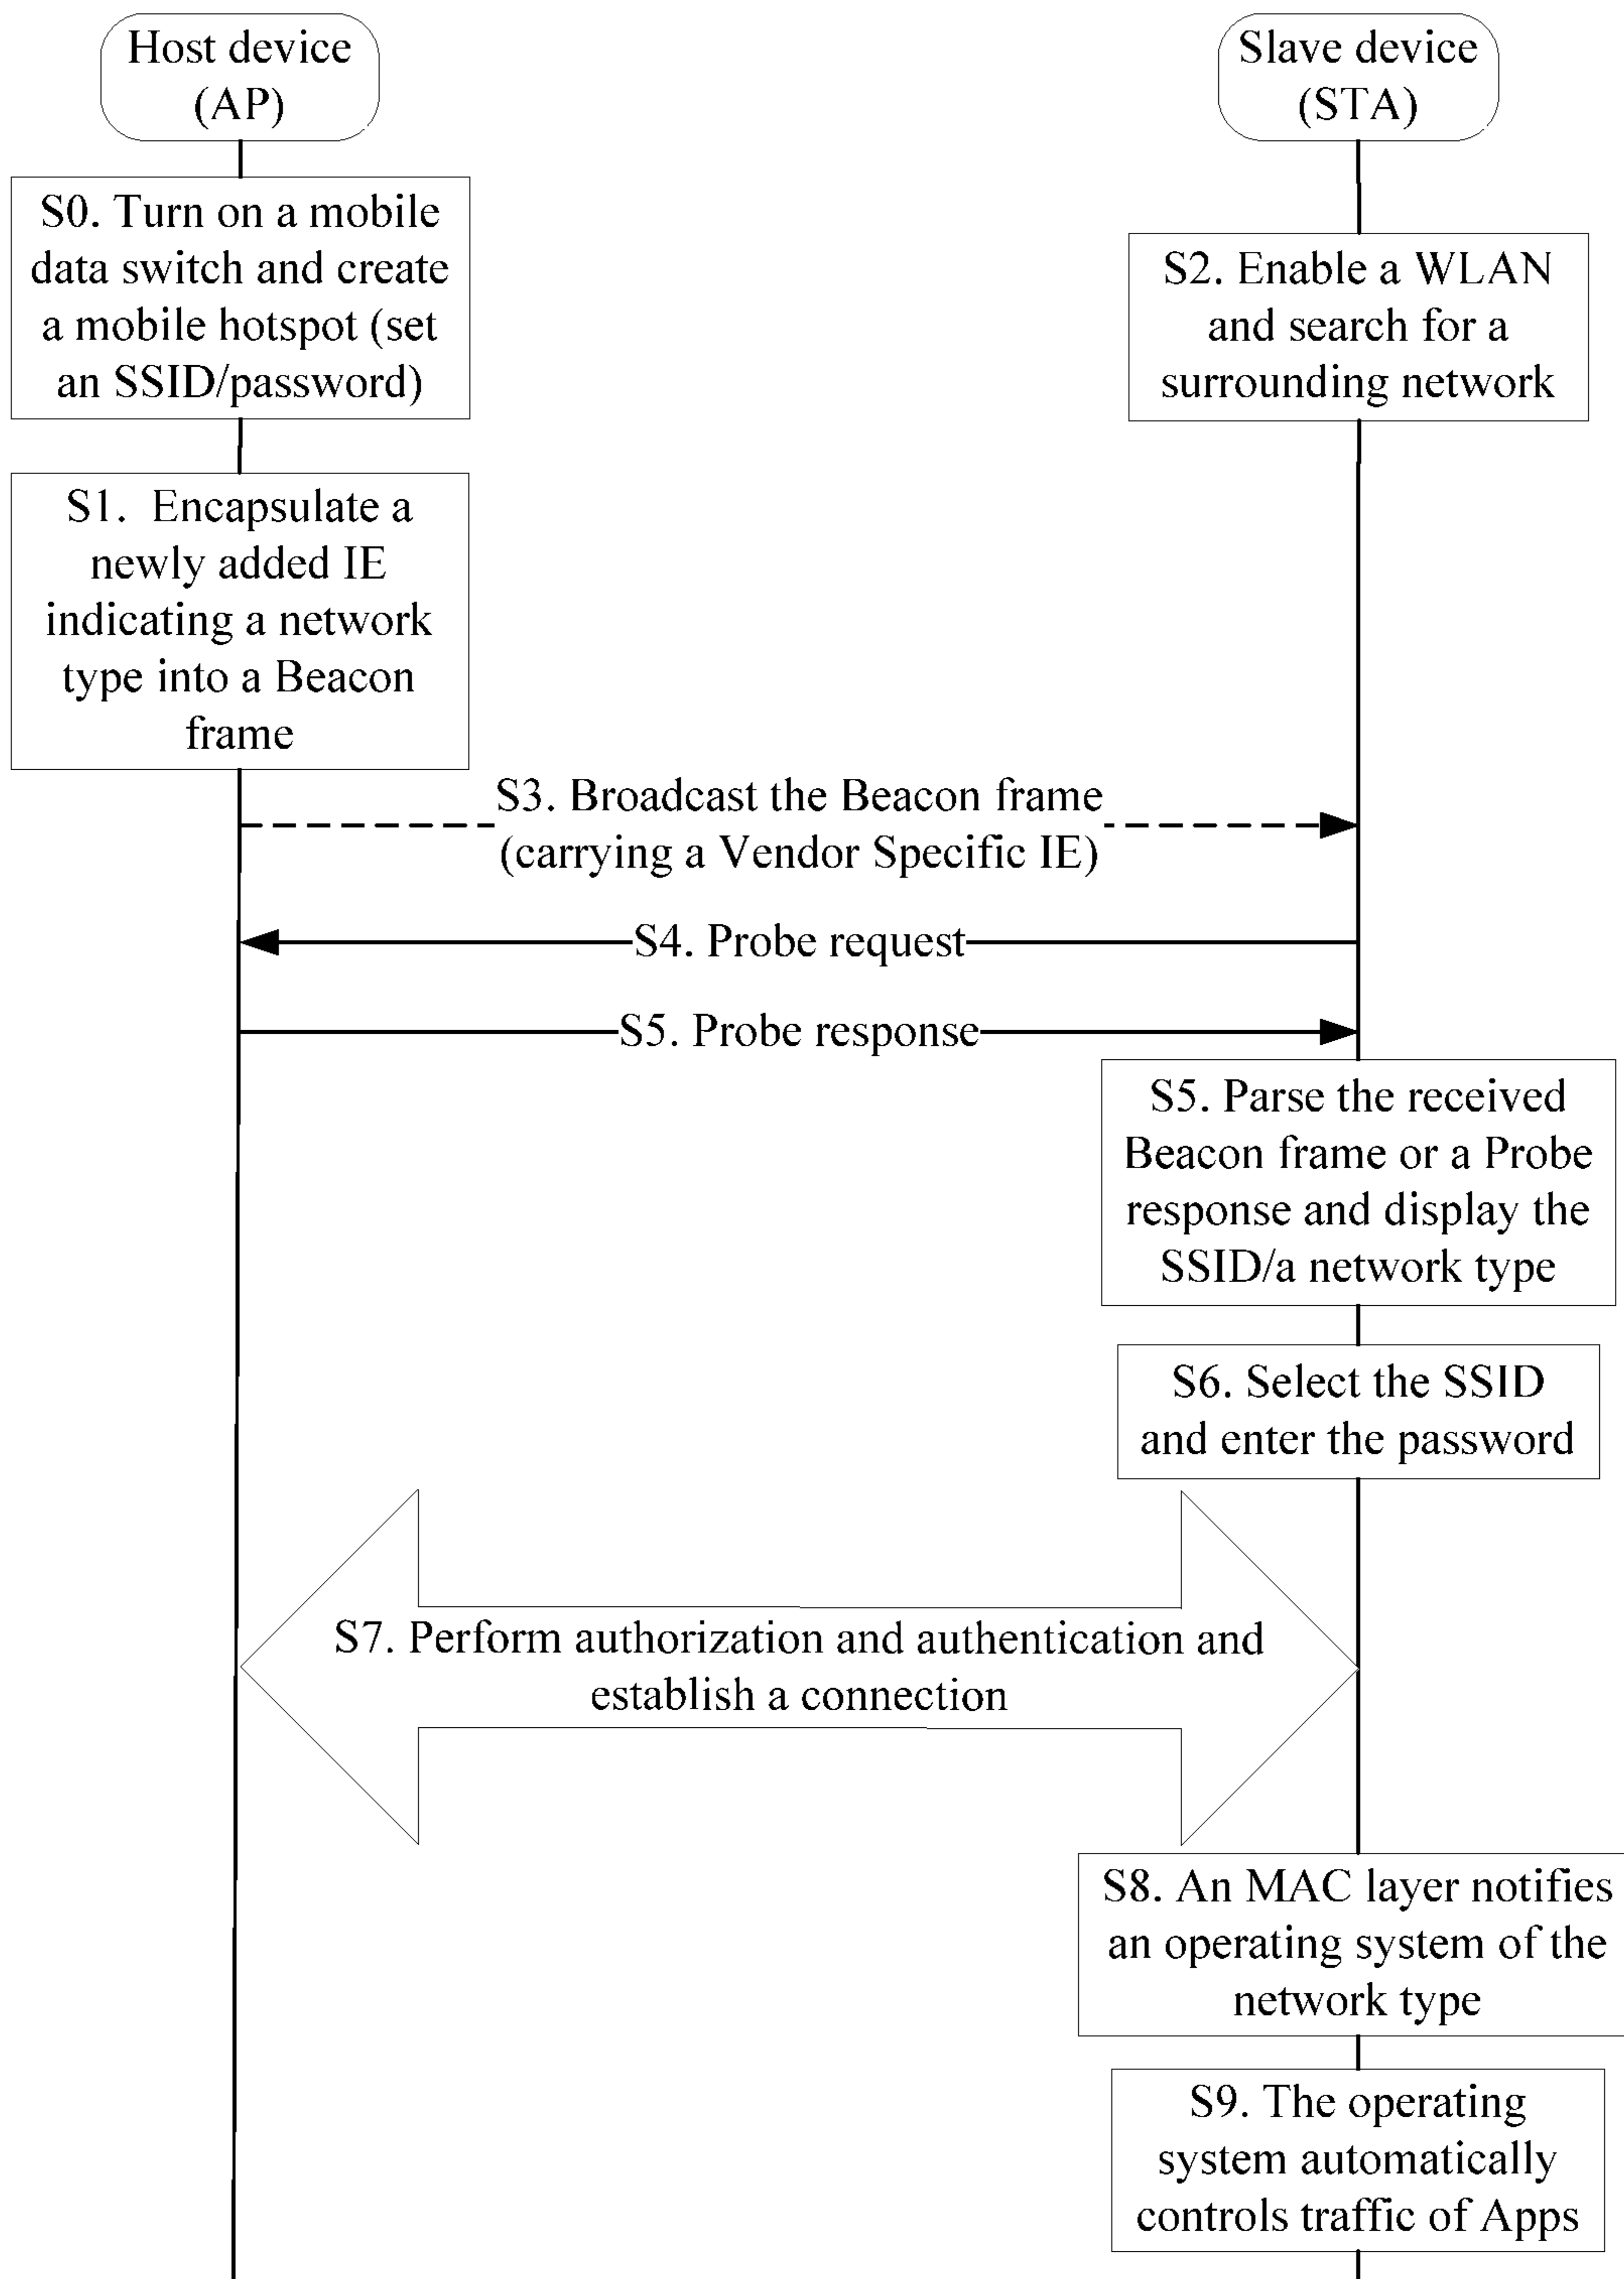 Host device
(AP)
Slave device
(STA)
S0. Turn on a mobile
data switch and create
a mobile hotspot (set
an SSID/password)
S2. Enable a WLAN
and search for a
surrounding network
S1. Encapsulate a
newly added IE
indicating a network
type into a Beacon
frame
S3. Broadcast the Beacon frame
(carrying a Vendor Specific IE)
S4. Probe request
S5. Probe response
S5. Parse the received
Beacon frame or a Probe
response and display the
SSID/a network type
S6. Select the SSID
and enter the password
S7. Perform authorization and authentication and
establish a connection
S8. An MAC layer notifies
an operating system of the
network type
S9. The operating
system automatically
controls traffic of Apps